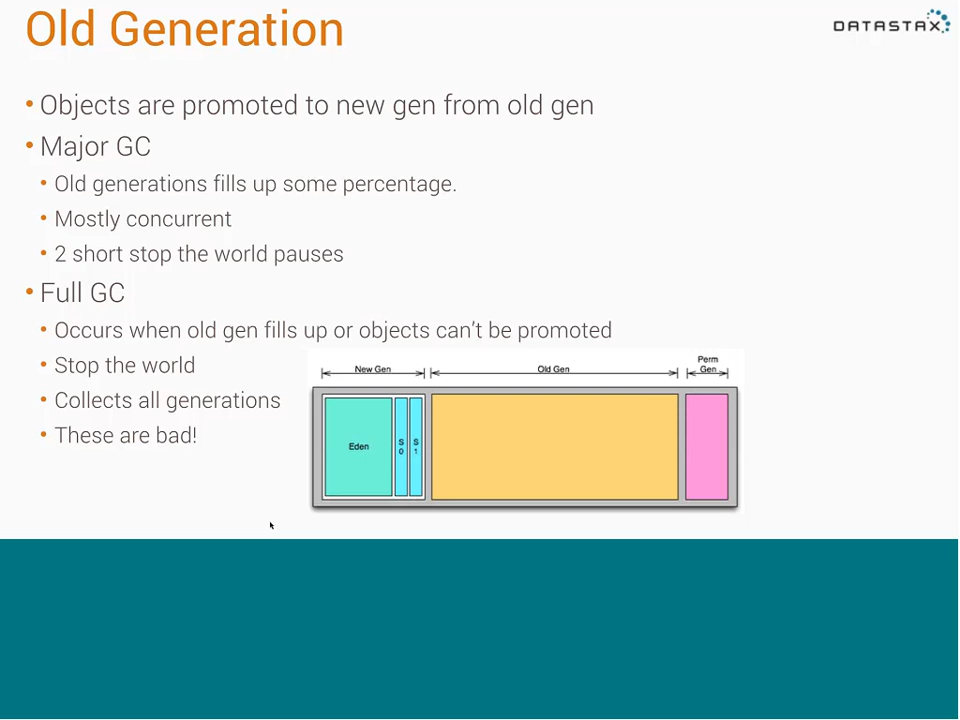 Old Generation
DATASTAX
• Objects are promoted to new gen from old gen
• Major GC
• Old generations fills up some percentage.
• Mostly concurrent
• 2 short stop the world pauses
• Full GC
• Occurs when old gen fills up or objects can't be promoted
• Stop the world
• Collects all generations
• These are bad!
New Gen
Old Gen
Perm
Gen
Eden
S
0
S
1